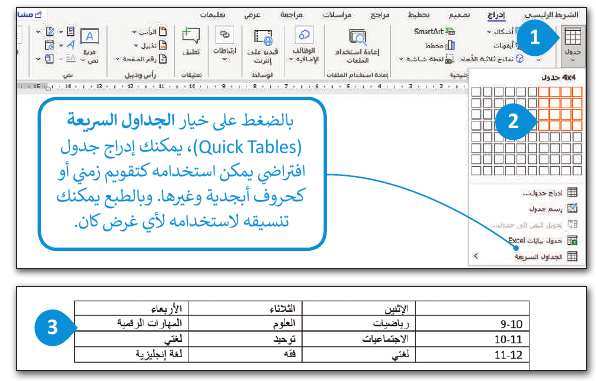 مشا
الشريط الرئيسي إدراج تصميم تخطيط مراجع مراسلات مراجعة عرض تعليمات
1
جدول
أشكال
أيقونات
نماذج ثلاثية الأبعاد
SmartArt
مخطط
لقطة شاشة
إعادة استخدام
الملفات
إعادة استخدام الملفات
الوظائف
الإضافية
فيديو على
إنترنت
الوسائط
ارتباطات
تعليق
تعليقات
الرأس
تذييل
رقم الصفحة
رأس وتذييل
مربع
نص
نص
4x4 جدول
2
إدراج جدول...
رسم جدول
تحويل النص إلى جدول...
جدول بيانات Excel
الجداول السريعة
بالضغط على خيار الجداول السريعة
(Quick Tables)، يمكنك إدراج جدول
افتراضي يمكن استخدامه كتقويم زمني أو
كحروف أبجدية وغيرها. وبالطبع يمكنك
تنسيقه لاستخدامه لأي غرض كان.
3
الإثنين الثلاثاء الأربعاء
9-10 رياضيات العلوم المهارات الرقمية
10-11 الاجتماعيات توحيد لغتي
11-12 لغتي فقه لغة إنجليزية